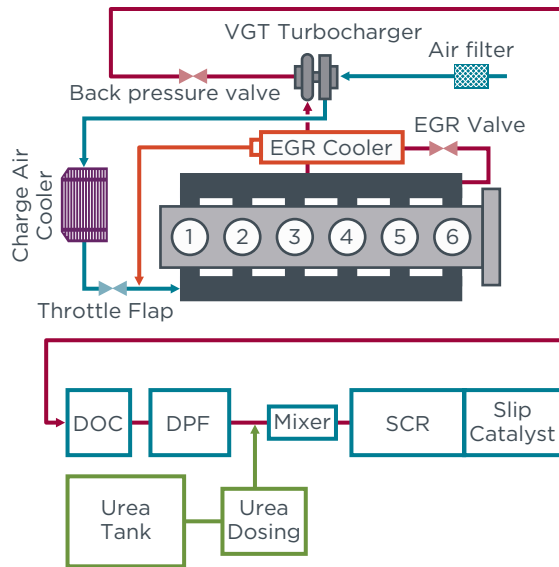 VGT Turbocharger
Air filter
Back pressure valve
EGR Valve
EGR Cooler
Charge Air
Cooler
1 2 3 4 5 6
Throttle Flap
DOC
DPF
Mixer
SCR
Slip
Catalyst
Urea
Tank
Urea
Dosing